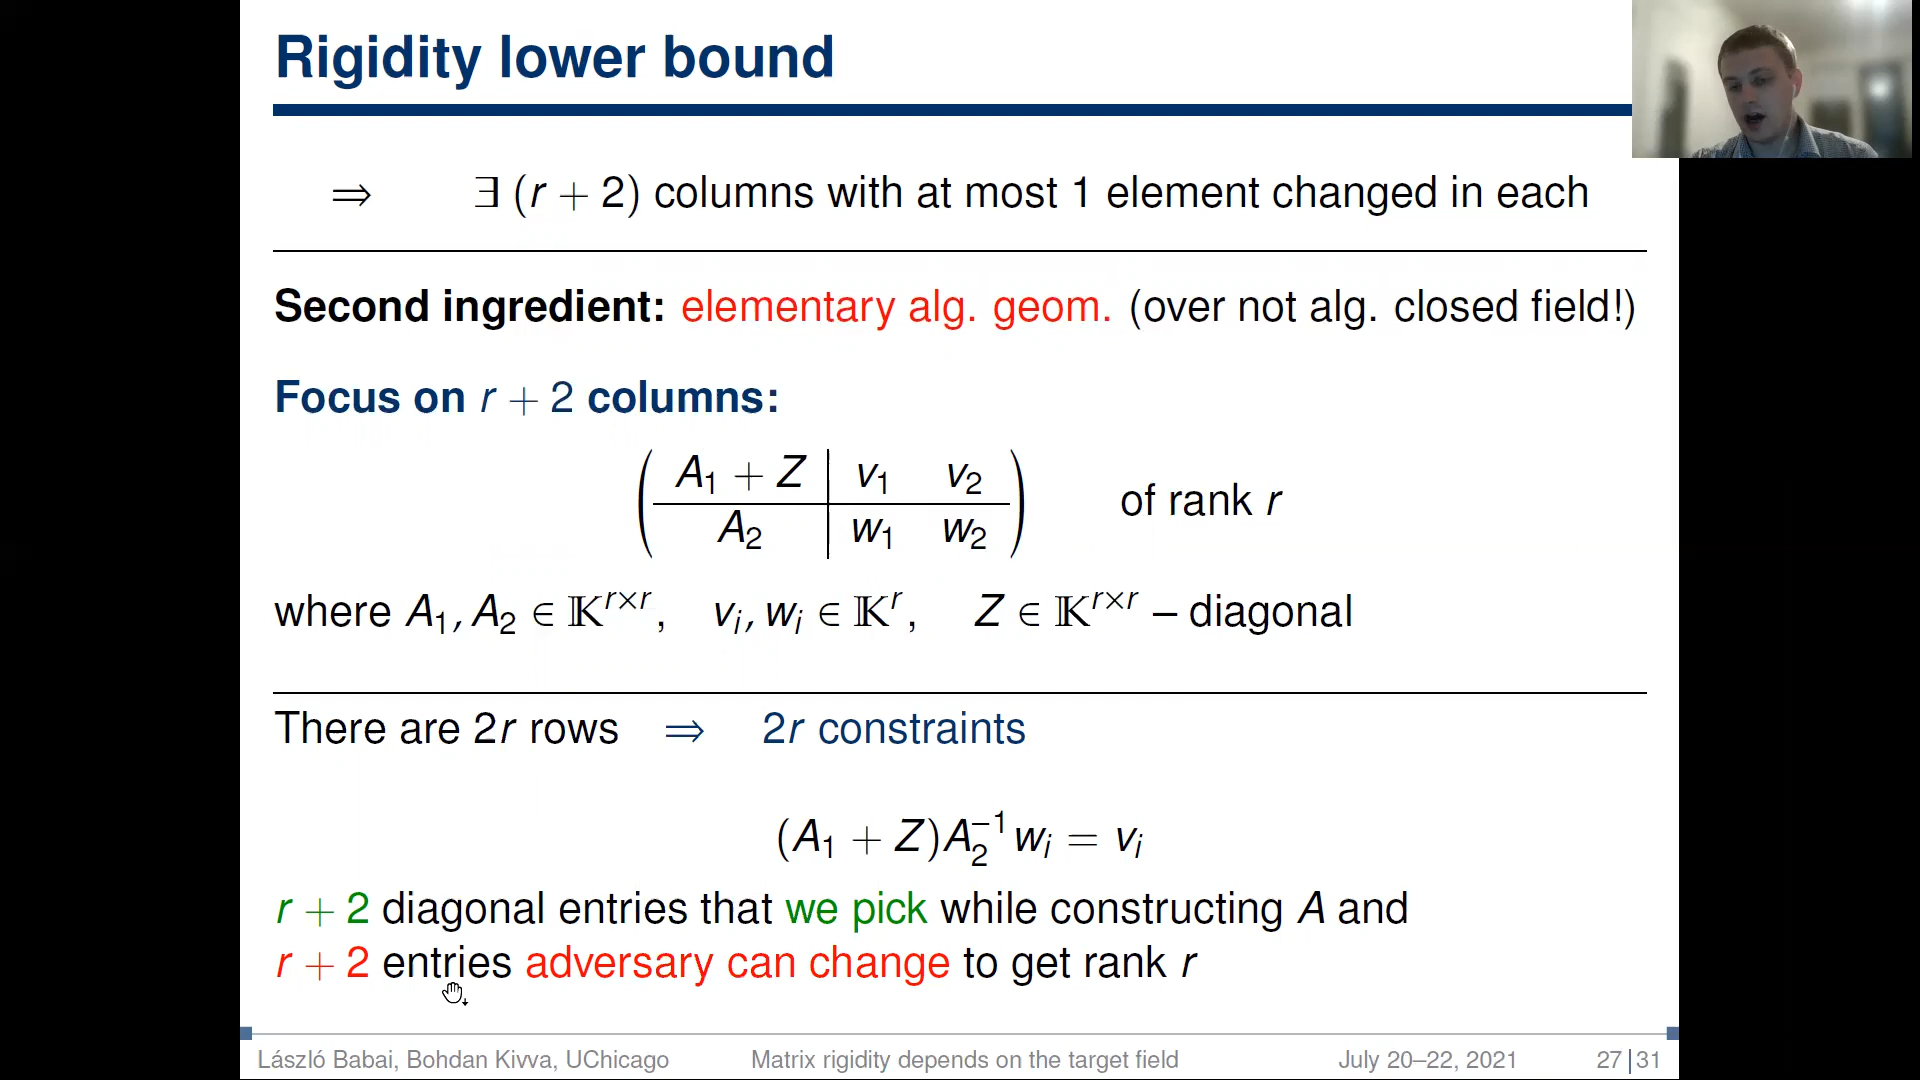 Rigidity lower bound
⇒ ∃ (r + 2) columns with at most 1 element changed in each
Second ingredient: elementary alg. geom. (over not alg. closed field!)
Focus on r + 2 columns:
A₁ + Z | v₁ v₂
A₂ | w₁ w₂
of rank r
where A₁, A₂ ∈ 𝕂^{r×r}, vᵢ, wᵢ ∈ 𝕂^r, Z ∈ 𝕂^{r×r} – diagonal
There are 2r rows ⇒ 2r constraints
(A₁ + Z)A₂⁻¹wᵢ = vᵢ
r + 2 diagonal entries that we pick while constructing A and
r + 2 entries adversary can change to get rank r
László Babai, Bohdan Kivva, UChicago Matrix rigidity depends on the target field July 20–22, 2021 27|31